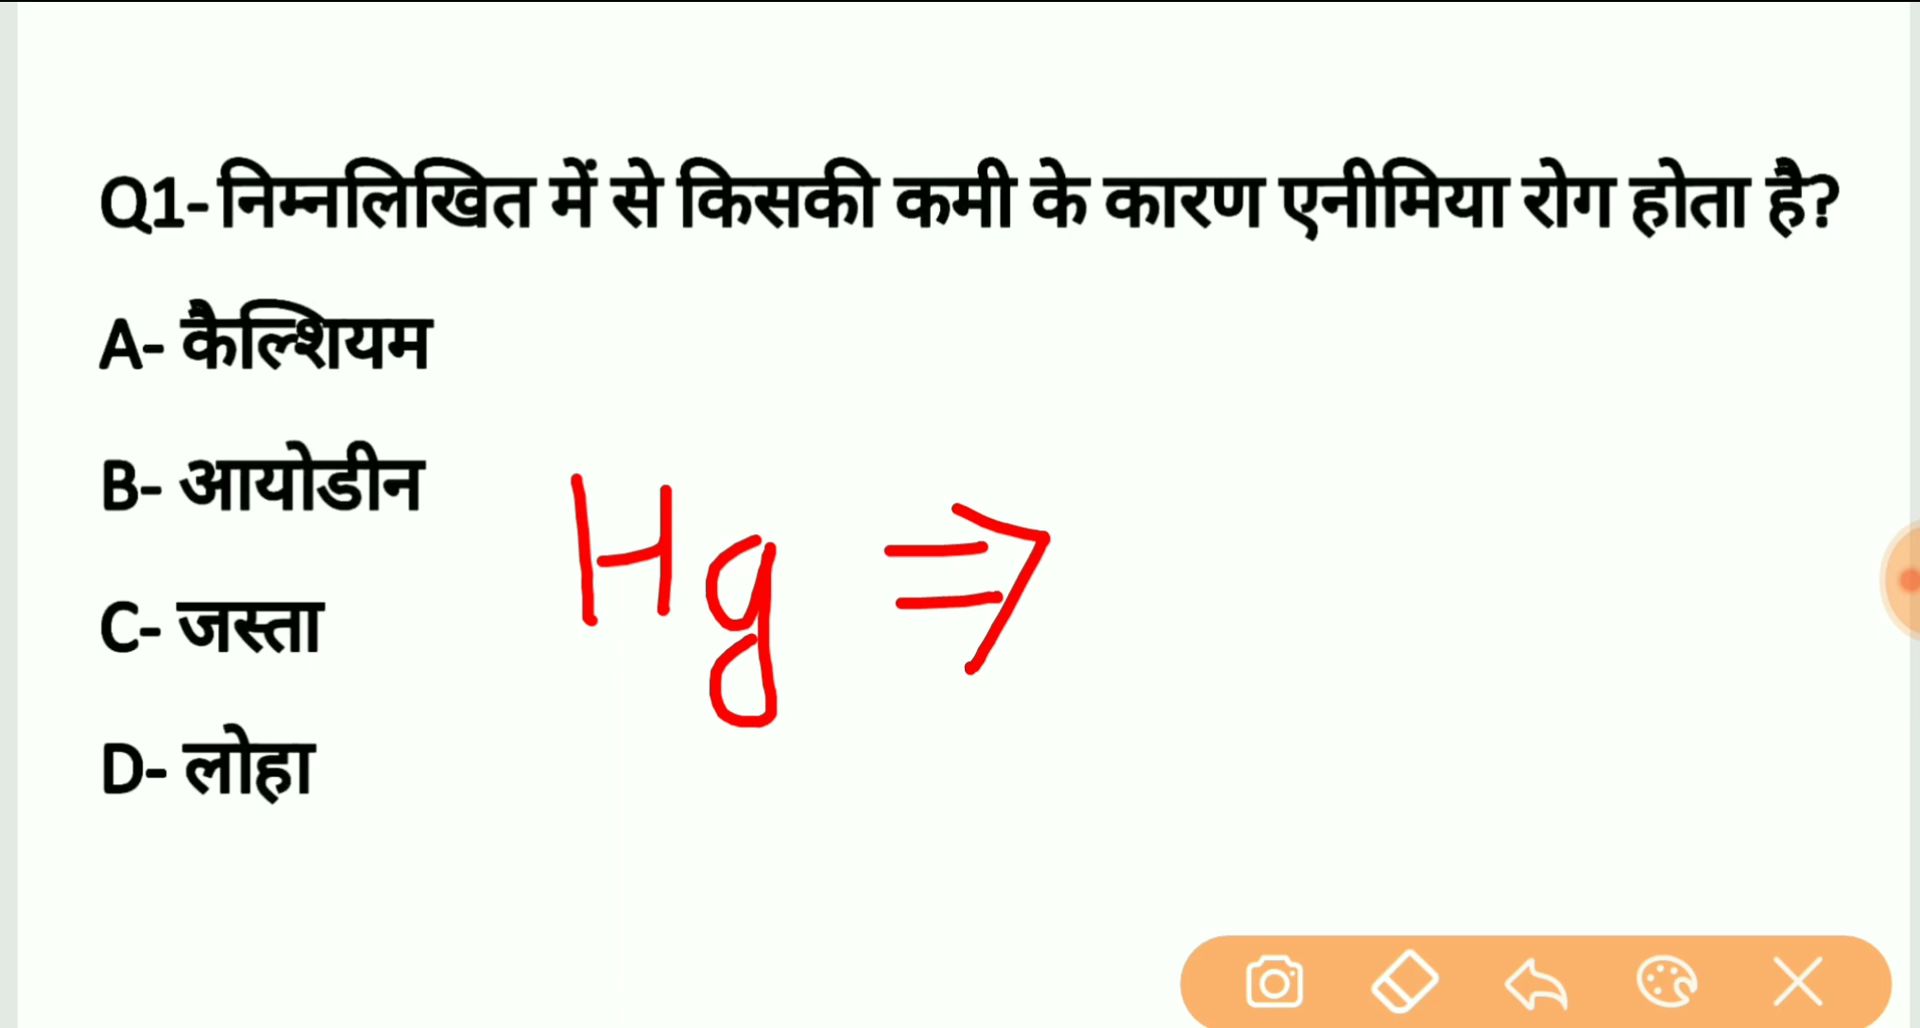 Q1-निम्नलिखित में से किसकी कमी के कारण एनीमिया रोग होता है?
A- कैल्शियम
B- आयोडीन
Hg ⇒
C- जस्ता
D- लोहा